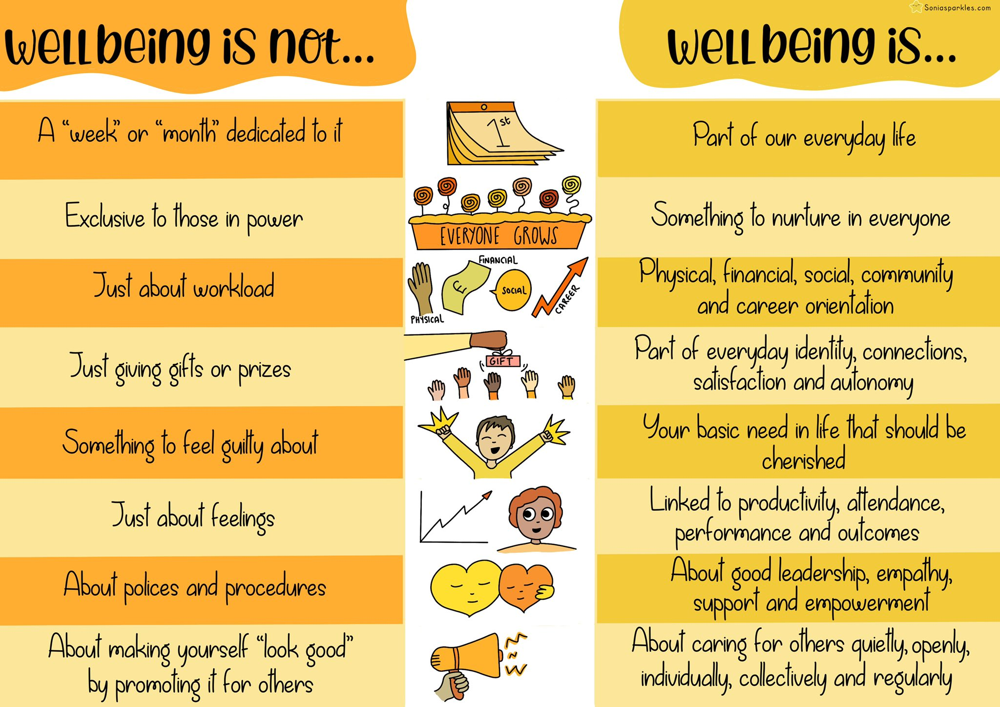 Soniasparkles.com
wellbeing is not...
wellbeing is...
A “week” or “month” dedicated to it
1st
Part of our everyday life
Exclusive to those in power
EVERYONE GROWS
Something to nurture in everyone
Just about workload
PHYSICAL
FINANCIAL
£
SOCIAL
CAREER
Physical, financial, social, community
and career orientation
Just giving gifts or prizes
GIFT
Part of everyday identity, connections,
satisfaction and autonomy
Something to feel guilty about
Your basic need in life that should be
cherished
Just about feelings
Linked to productivity, attendance,
performance and outcomes
About polices and procedures
About good leadership, empathy,
support and empowerment
About making yourself “look good”
by promoting it for others
About caring for others quietly, openly,
individually, collectively and regularly